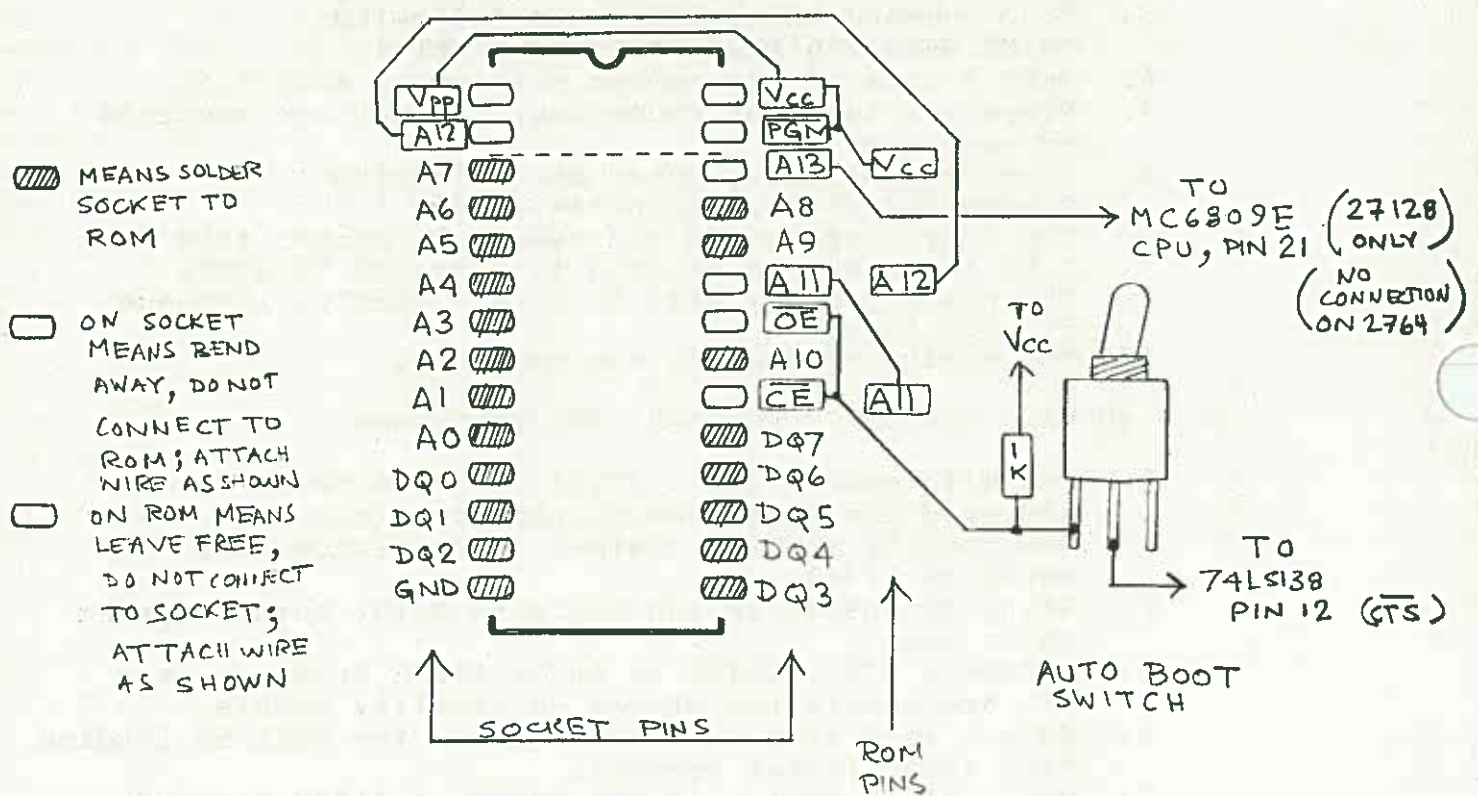 VPP
A12
A7
A6
A5
A4
A3
A2
A1
A0
DQ0
DQ1
DQ2
GND
VCC
PGM
A13
A8
A9
A11
OE
A10
CE
DQ7
DQ6
DQ5
DQ4
DQ3
VCC
A12
A11
MEANS SOLDER
SOCKET TO
ROM
ON SOCKET
MEANS BEND
AWAY, DO NOT
CONNECT TO
ROM; ATTACH
WIRE AS SHOWN
ON ROM MEANS
LEAVE FREE,
DO NOT CONNECT
TO SOCKET;
ATTACH WIRE
AS SHOWN
TO
MC6809E
CPU, PIN 21
(27128
ONLY)
(NO
CONNECTION
ON 2764)
TO
VCC
1K
TO
74LS138
PIN 12 (CTS)
AUTO BOOT
SWITCH
SOCKET PINS
ROM
PINS